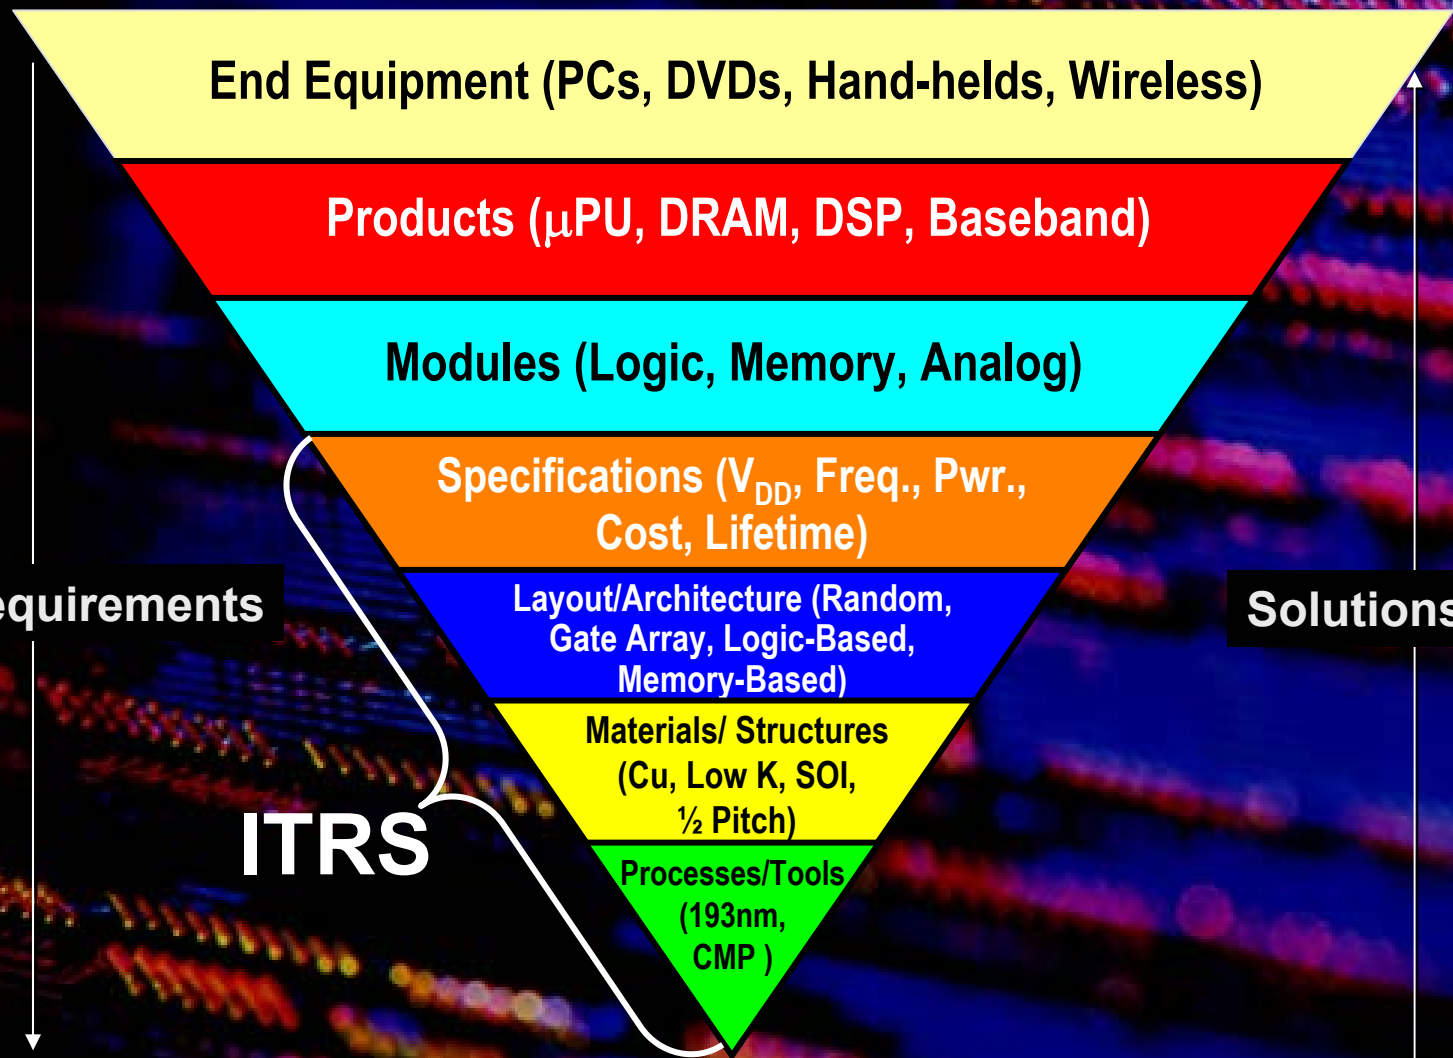 End Equipment (PCs, DVDs, Hand-helds, Wireless)
Products (μPU, DRAM, DSP, Baseband)
Modules (Logic, Memory, Analog)
Specifications (VDD, Freq., Pwr.,
Cost, Lifetime)
equirements
Solutions
Layout/Architecture (Random,
Gate Array, Logic-Based,
Memory-Based)
Materials/ Structures
(Cu, Low K, SOI,
½ Pitch)
ITRS
Processes/Tools
(193nm,
CMP )